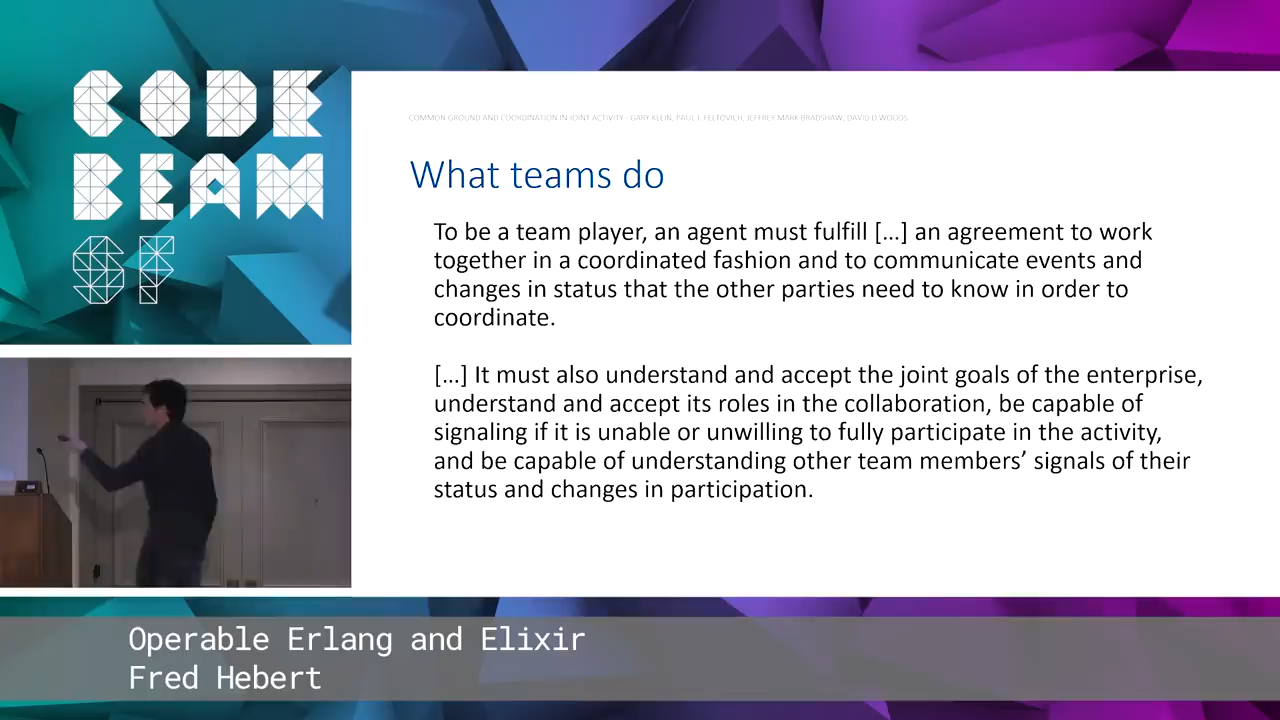 CODE
BEAM
SF
COMMON GROUND AND COORDINATION IN JOINT ACTIVITY - GARY KLEIN, PAUL J. FELTOVICH, JEFFREY MARK BRADSHAW, DAVID D WOODS
What teams do
To be a team player, an agent must fulfill [...] an agreement to work
together in a coordinated fashion and to communicate events and
changes in status that the other parties need to know in order to
coordinate.
[...] It must also understand and accept the joint goals of the enterprise,
understand and accept its roles in the collaboration, be capable of
signaling if it is unable or unwilling to fully participate in the activity,
and be capable of understanding other team members’ signals of their
status and changes in participation.
Operable Erlang and Elixir
Fred Hebert